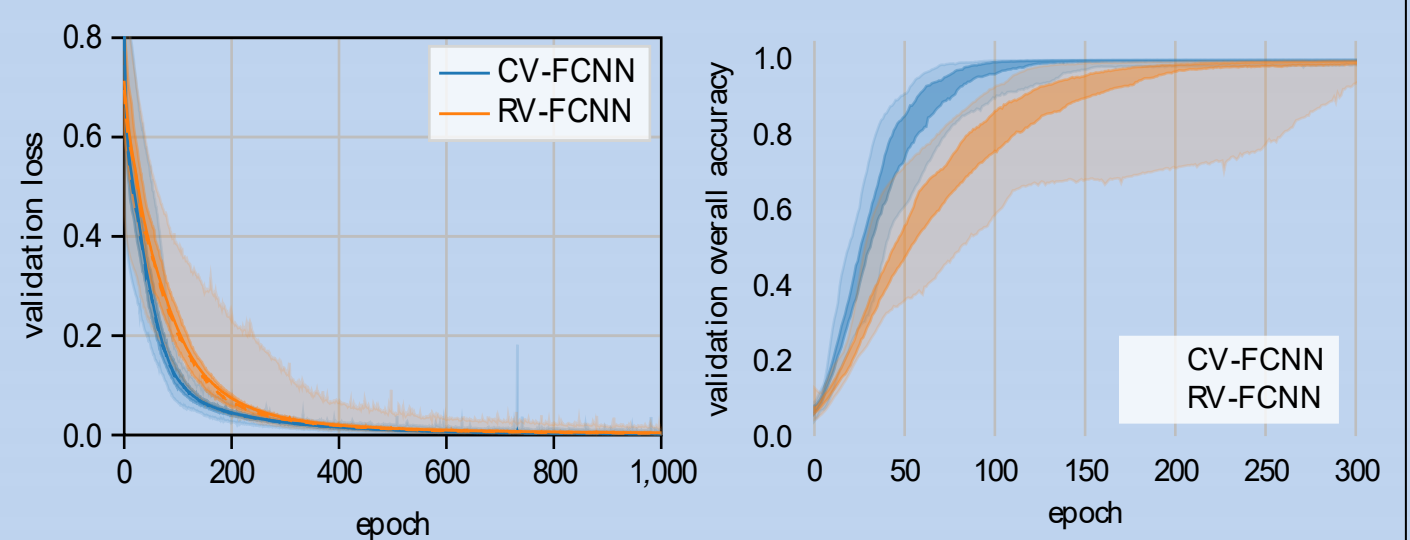 validation loss
0.8
0.6
0.4
0.2
0.0
CV-FCNN
RV-FCNN
0 200 400 600 800 1,000
epoch
validation overall accuracy
1.0
0.8
0.6
0.4
0.2
0.0
CV-FCNN
RV-FCNN
0 50 100 150 200 250 300
epoch